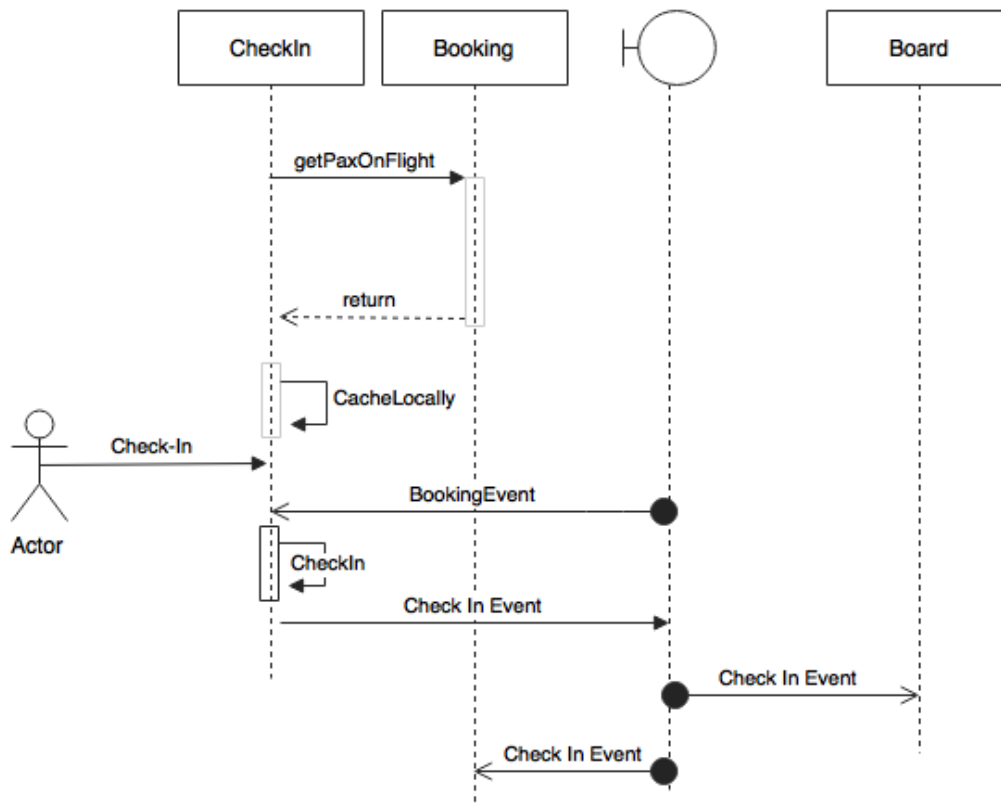 CheckIn
Booking
Board
getPaxOnFlight
return
CacheLocally
Check-In
BookingEvent
Actor
CheckIn
Check In Event
Check In Event
Check In Event